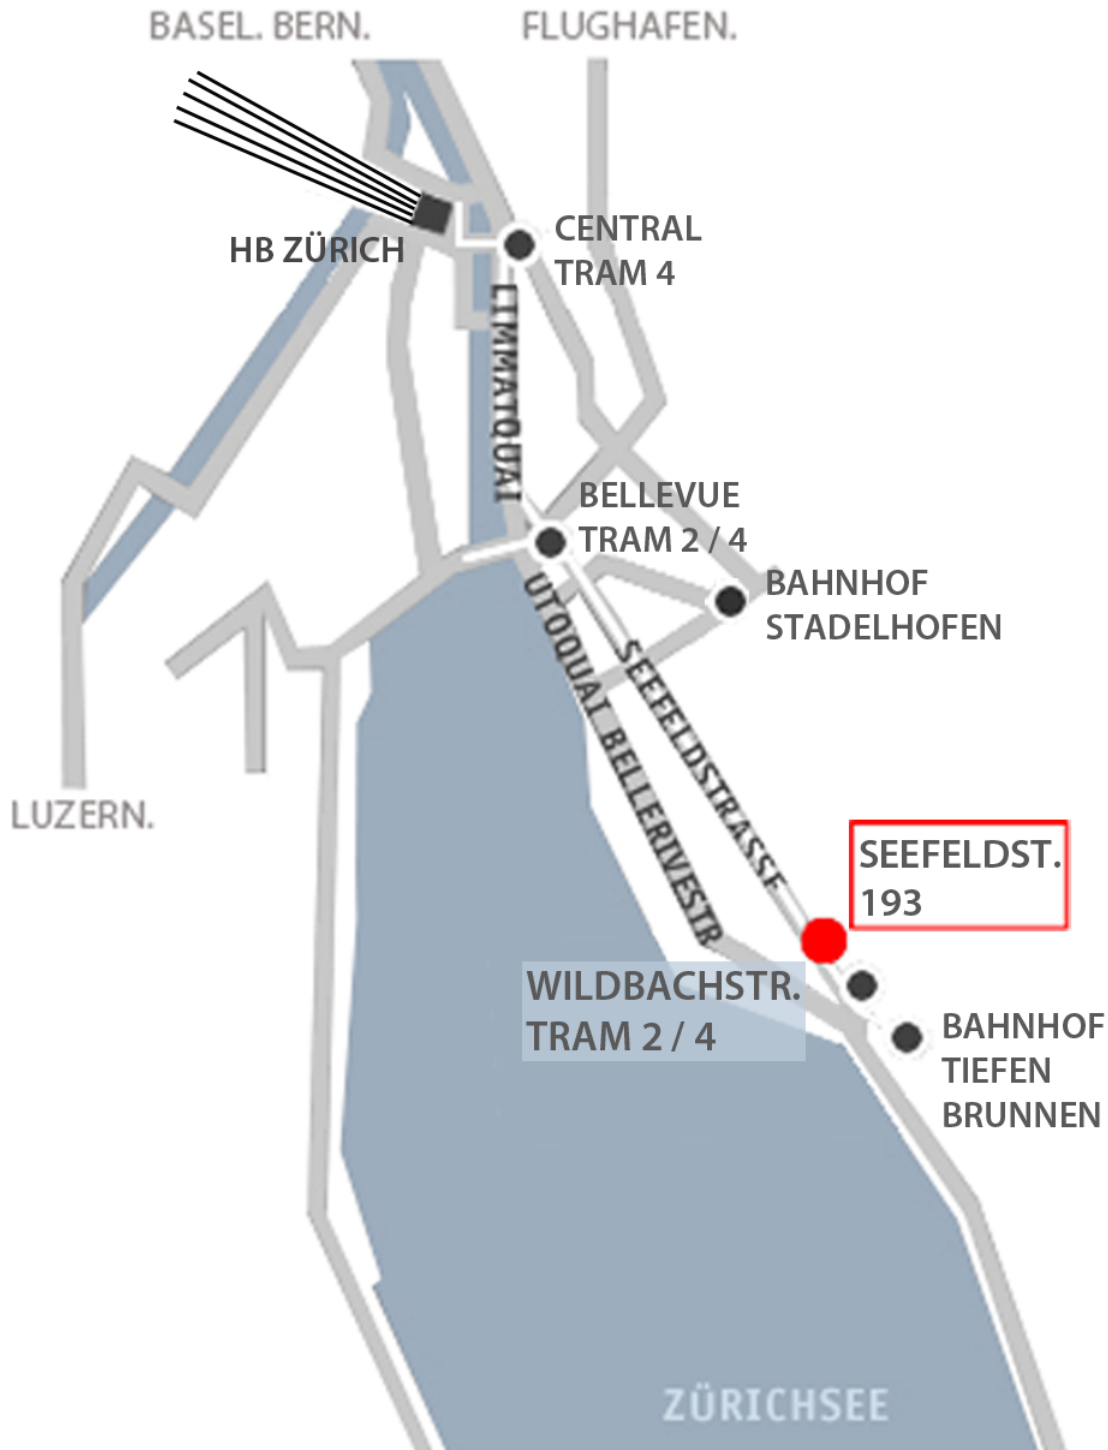 BASEL. BERN.
FLUGHAFEN.
HB ZÜRICH
CENTRAL
TRAM 4
LIMMATQUAI
BELLEVUE
TRAM 2 / 4
BAHNHOF
STADELHOFEN
UTOQUAI BELLERIVESTR
SEEFELDSTRASSE
LUZERN.
SEEFELDST.
193
WILDBACHSTR.
TRAM 2 / 4
BAHNHOF
TIEFEN
BRUNNEN
ZÜRICHSEE